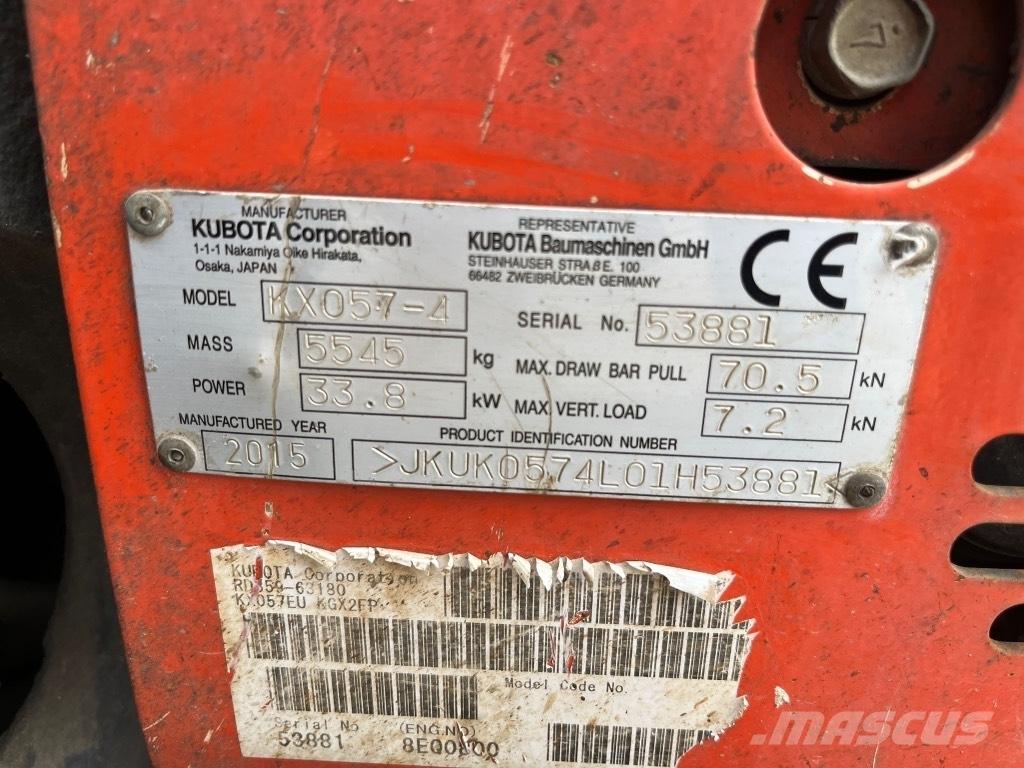 MANUFACTURER
KUBOTA Corporation
1-1-1 Nakamiya Oike Hirakata,
Osaka, JAPAN
REPRESENTATIVE
KUBOTA Baumaschinen GmbH
STEINHAUSER STRAßE. 100
66482 ZWEIBRÜCKEN GERMANY
CE
MODEL KX057-4
SERIAL No. 53881
MASS 5545 kg
MAX. DRAW BAR PULL 70.5 kN
POWER 33.8 kW
MAX. VERT. LOAD 7.2 kN
MANUFACTURED YEAR
2015
PRODUCT IDENTIFICATION NUMBER
>JKUK0574L01H53881<
KUBOTA Corporation
63180
KX057EU KGX2FP
Model Code No.
Serial No
53881
(ENG.NO)
MASCUS